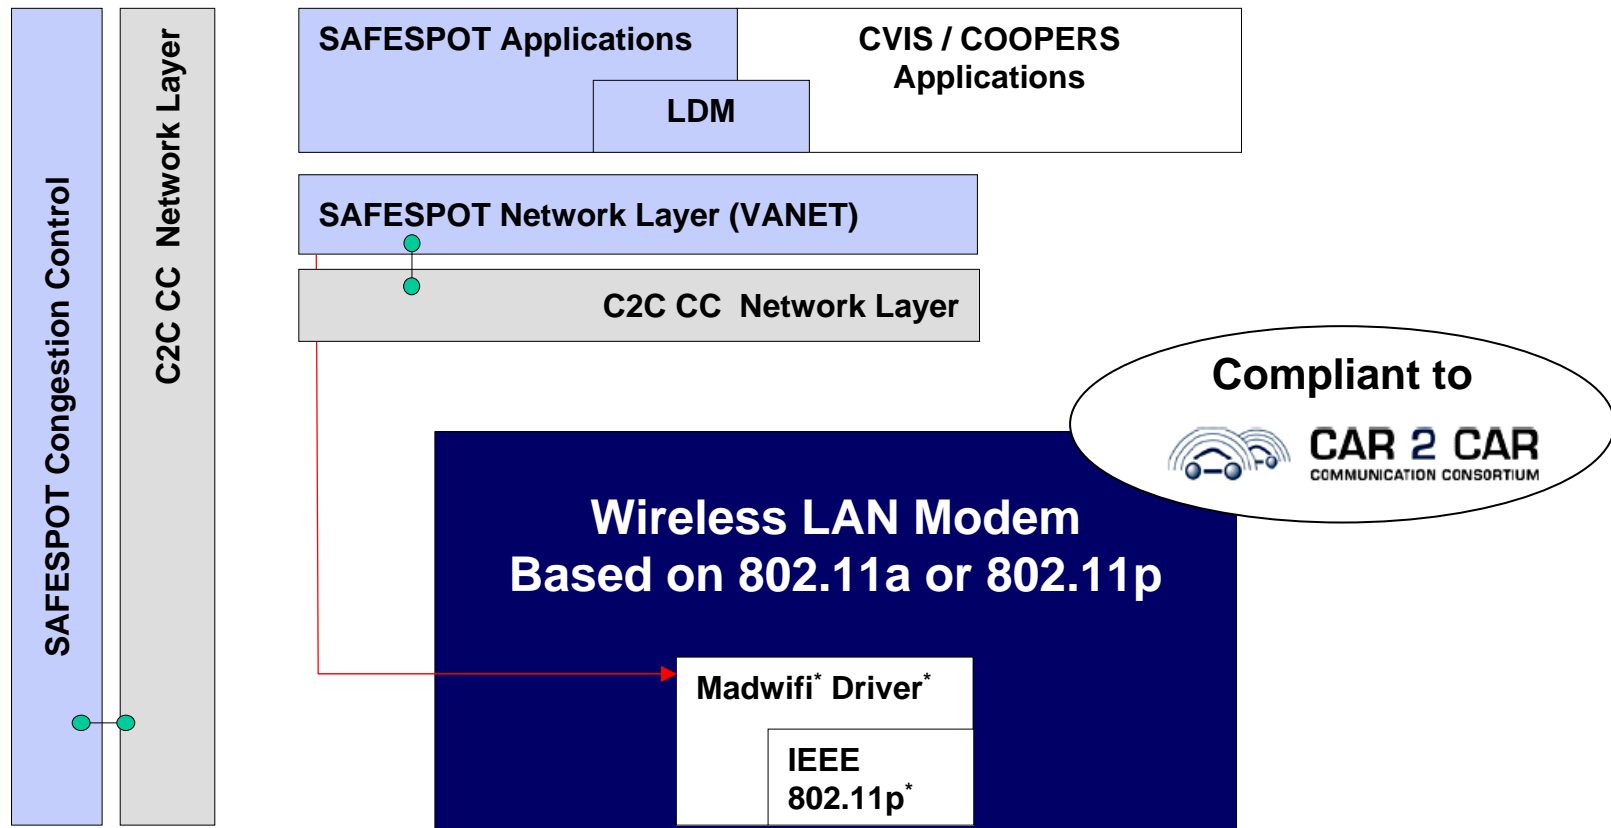 SAFESPOT Congestion Control
C2C CC  Network Layer
SAFESPOT Applications
LDM
CVIS / COOPERS
Applications
SAFESPOT Network Layer (VANET)
C2C CC  Network Layer
Compliant to
CAR 2 CAR
COMMUNICATION CONSORTIUM
Wireless LAN Modem
Based on 802.11a or 802.11p
Madwifi* Driver*
IEEE
802.11p*